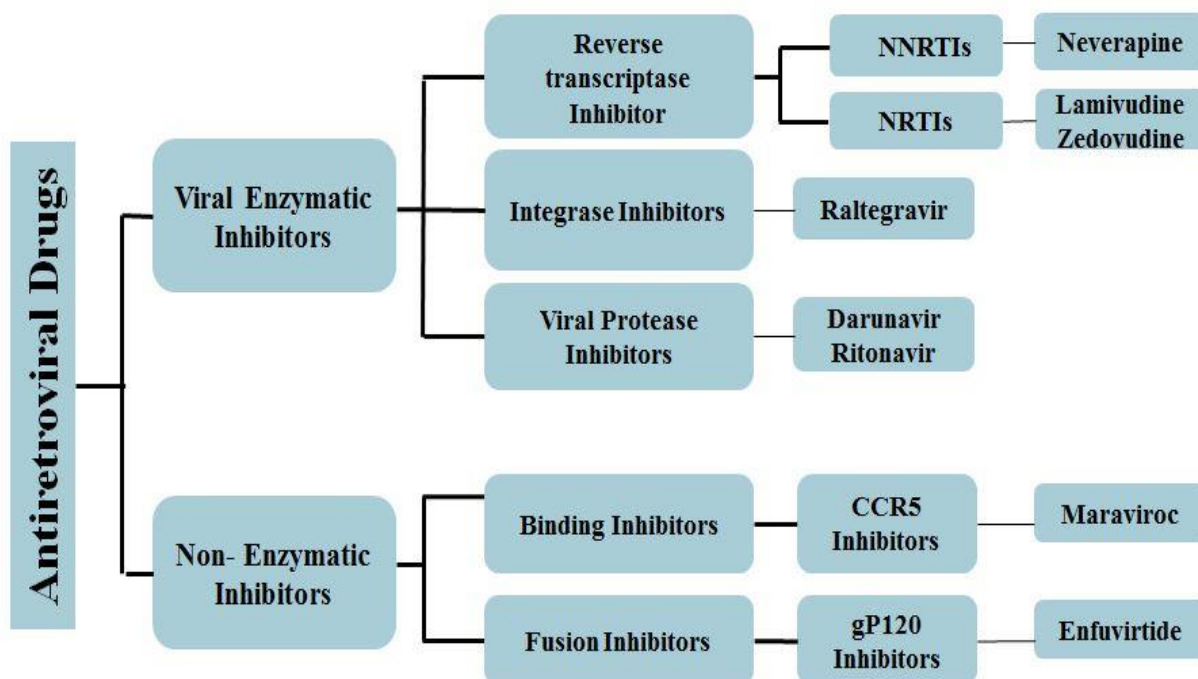 Antiretroviral Drugs
Viral Enzymatic
Inhibitors
Reverse
transcriptase
Inhibitor
NNRTIs
Neverapine
NRTIs
Lamivudine
Zedovudine
Integrase Inhibitors
Raltegravir
Viral Protease
Inhibitors
Darunavir
Ritonavir
Non- Enzymatic
Inhibitors
Binding Inhibitors
CCR5
Inhibitors
Maraviroc
Fusion Inhibitors
gP120
Inhibitors
Enfuvirtide